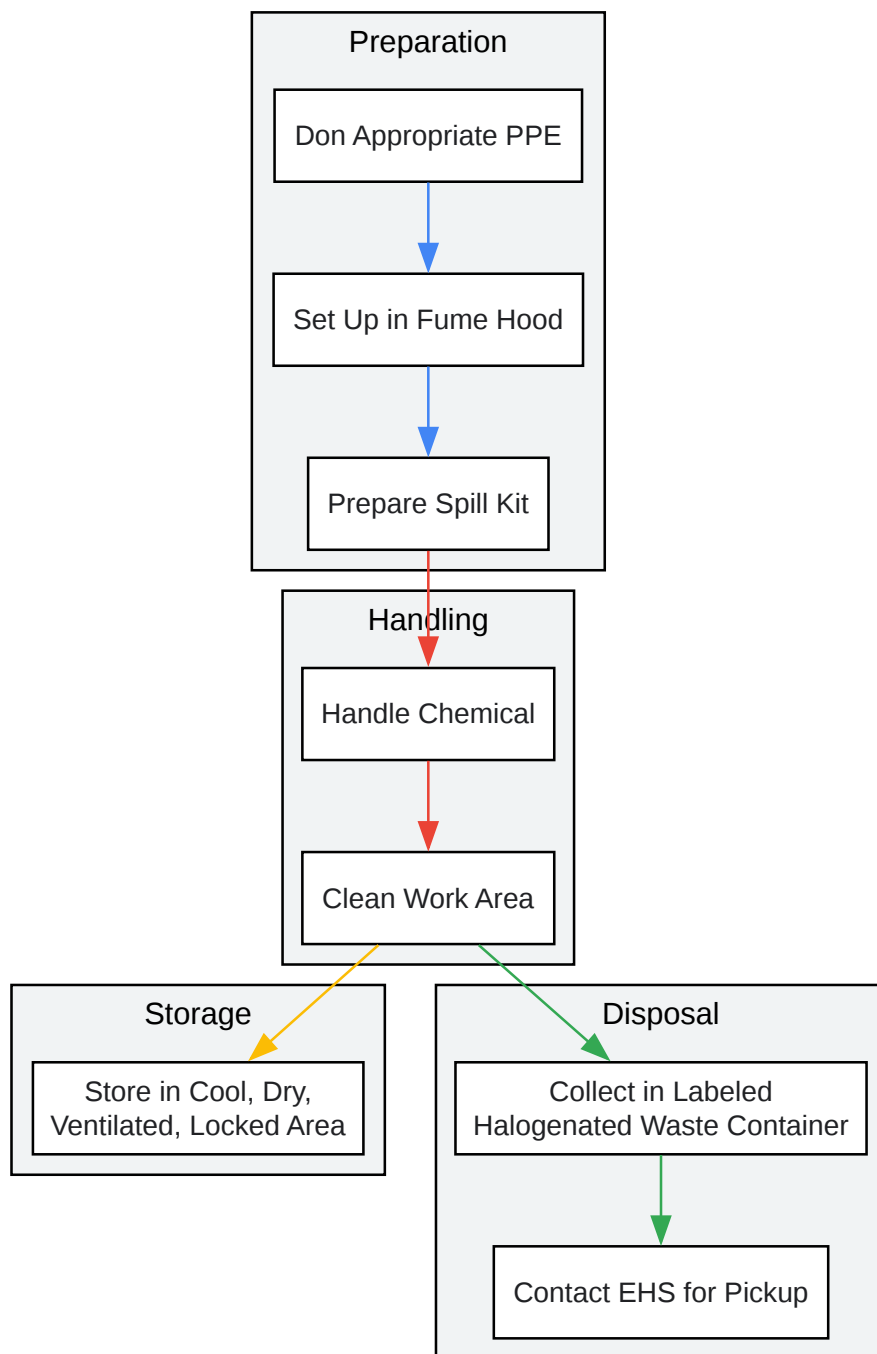 Preparation
Don Appropriate PPE
Set Up in Fume Hood
Prepare Spill Kit
Handling
Handle Chemical
Clean Work Area
Storage
Store in Cool, Dry,
Ventilated, Locked Area
Disposal
Collect in Labeled
Halogenated Waste Container
Contact EHS for Pickup